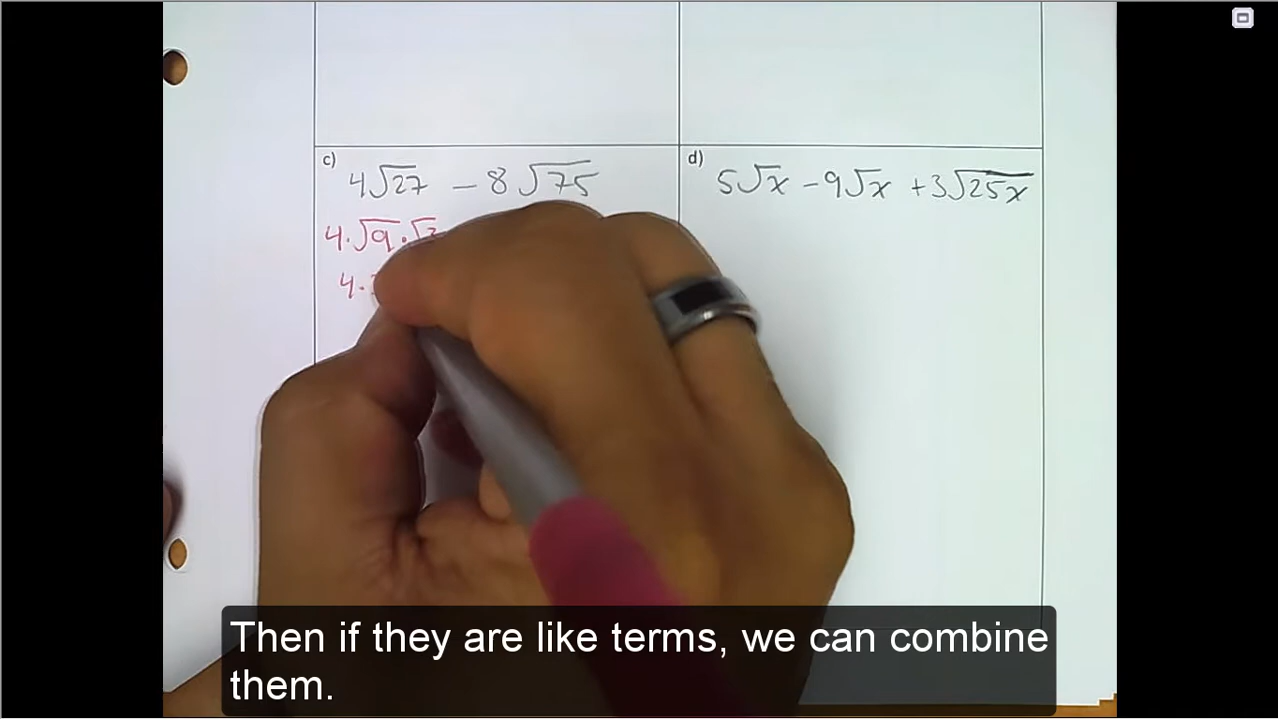 c)
4√27 - 8√75
4·√9·√3
4·
d)
5√x - 9√x + 3√25x
Then if they are like terms, we can combine
them.